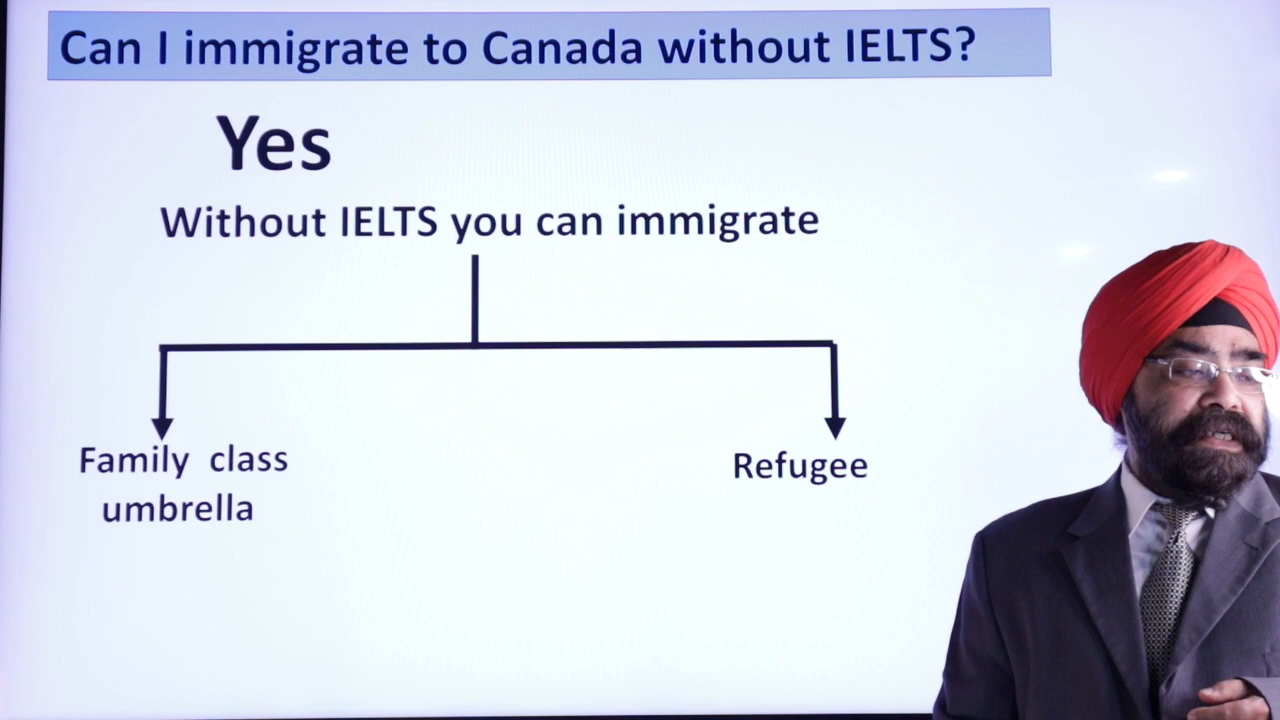 Can I immigrate to Canada without IELTS?
Yes
Without IELTS you can immigrate
Family class
umbrella
Refugee